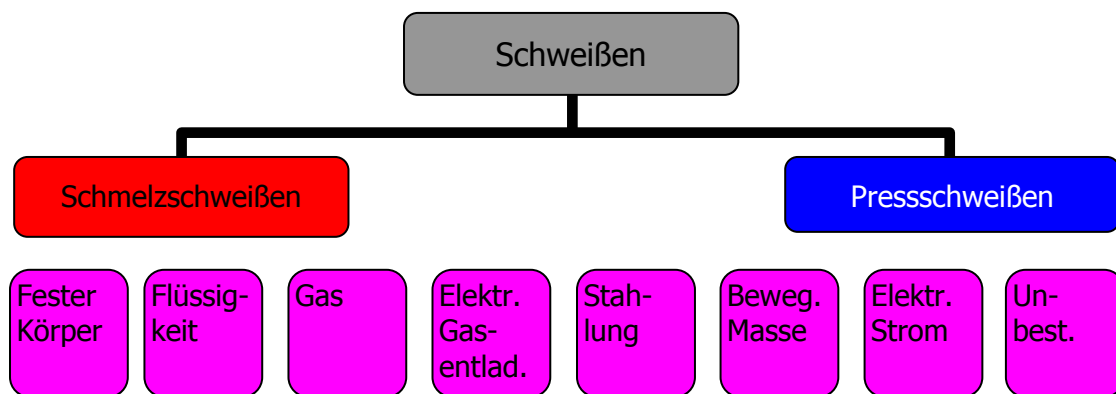 Schweißen
Schmelzschweißen
Pressschweißen
Fester
Körper
Flüssig-
keit
Gas
Elektr.
Gas-
entlad.
Stah-
lung
Beweg.
Masse
Elektr.
Strom
Un-
best.